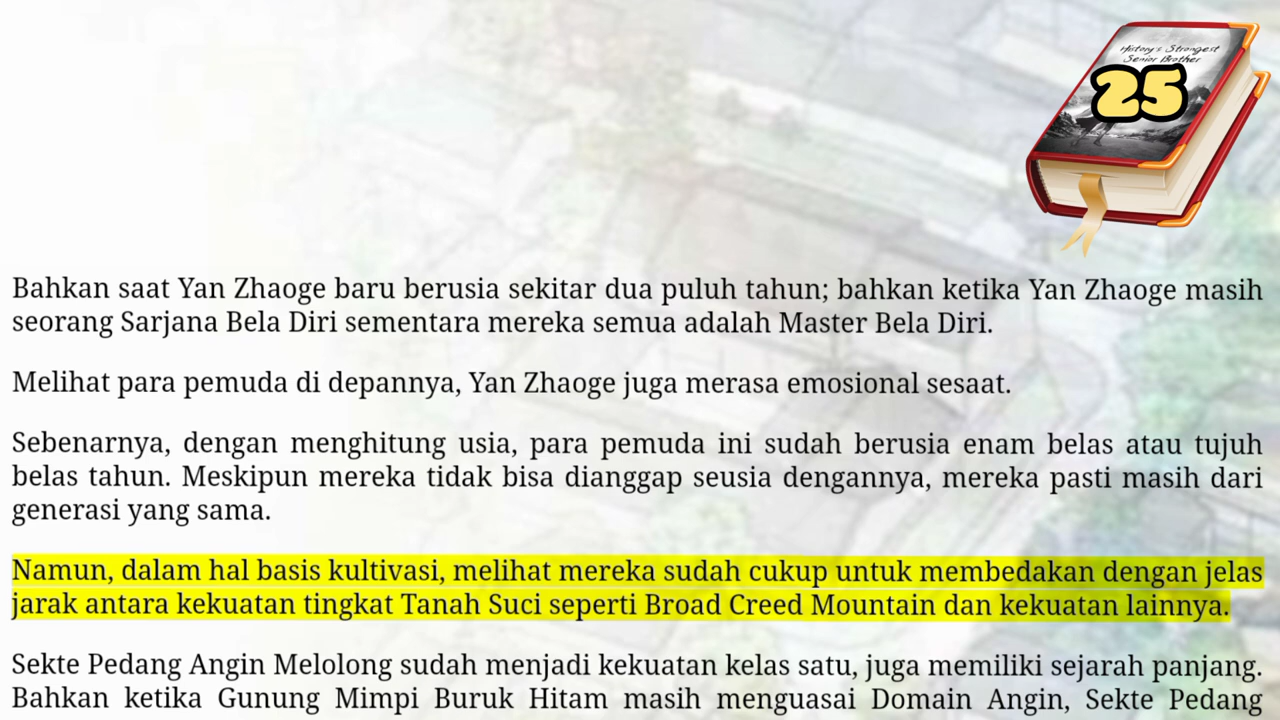 History's Strongest
Senior Brother
25
Bahkan saat Yan Zhaoge baru berusia sekitar dua puluh tahun; bahkan ketika Yan Zhaoge masih
seorang Sarjana Bela Diri sementara mereka semua adalah Master Bela Diri.
Melihat para pemuda di depannya, Yan Zhaoge juga merasa emosional sesaat.
Sebenarnya, dengan menghitung usia, para pemuda ini sudah berusia enam belas atau tujuh
belas tahun. Meskipun mereka tidak bisa dianggap seusia dengannya, mereka pasti masih dari
generasi yang sama.
Namun, dalam hal basis kultivasi, melihat mereka sudah cukup untuk membedakan dengan jelas
jarak antara kekuatan tingkat Tanah Suci seperti Broad Creed Mountain dan kekuatan lainnya.
Sekte Pedang Angin Melolong sudah menjadi kekuatan kelas satu, juga memiliki sejarah panjang.
Bahkan ketika Gunung Mimpi Buruk Hitam masih menguasai Domain Angin, Sekte Pedang